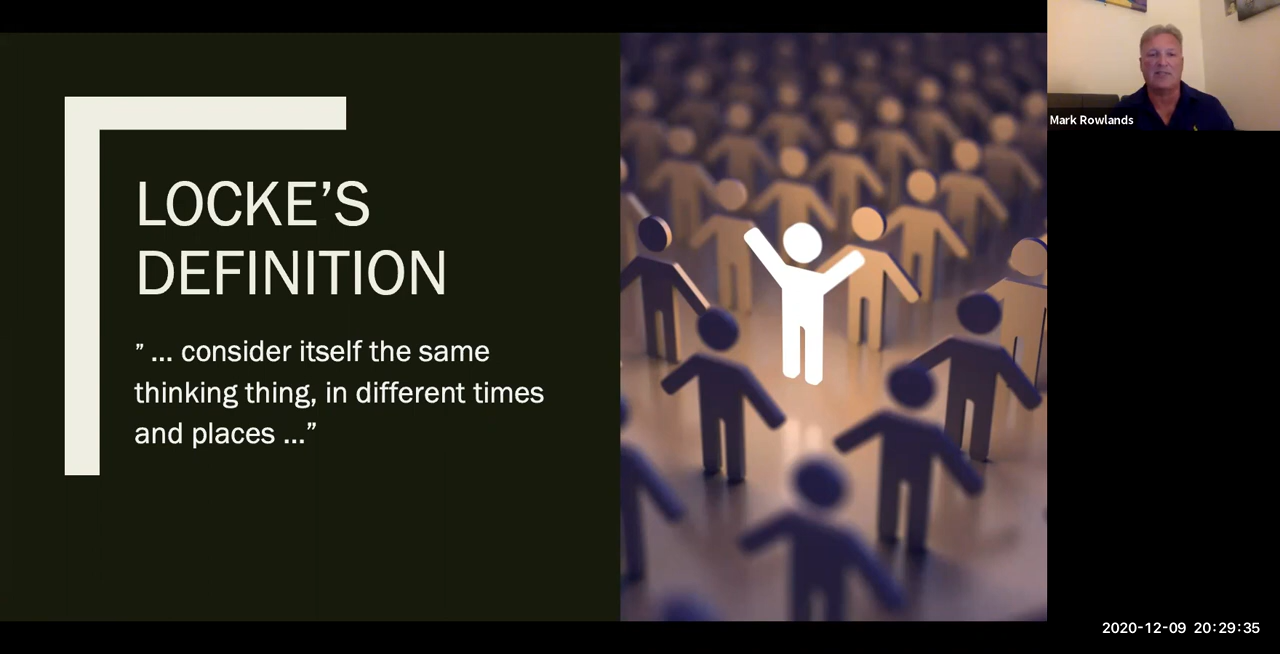 LOCKE’S
DEFINITION
” ... consider itself the same
thinking thing, in different times
and places ...”
Mark Rowlands
2020-12-09 20:29:35